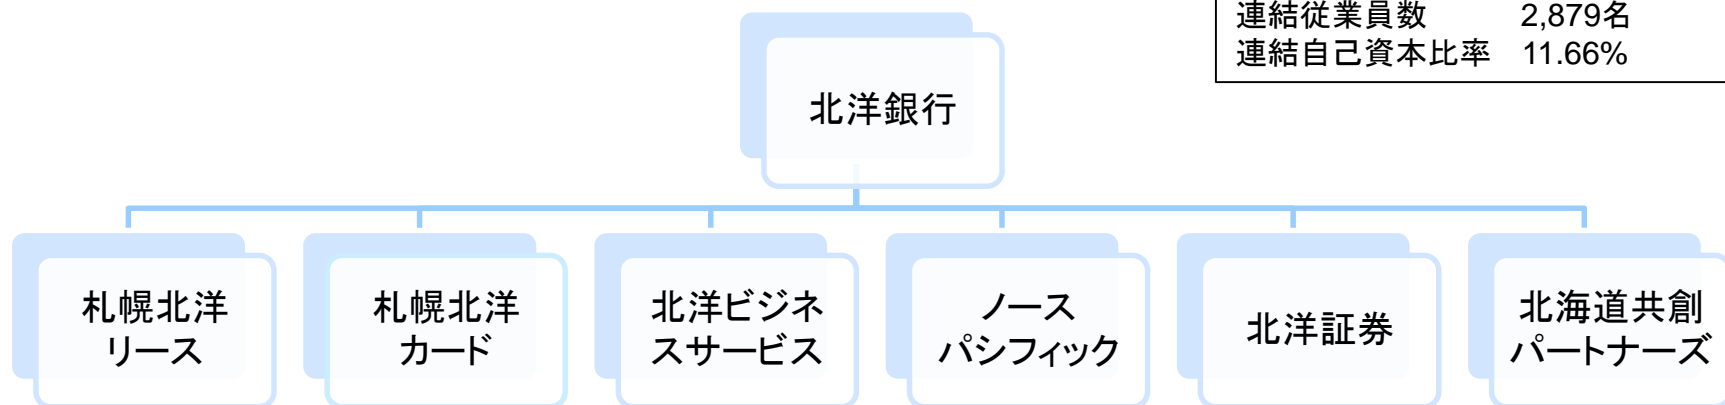 連結従業員数 2,879名
連結自己資本比率 11.66%
北洋銀行
札幌北洋
リース
札幌北洋
カード
北洋ビジネ
スサービス
ノース
パシフィック
北洋証券
北海道共創
パートナーズ